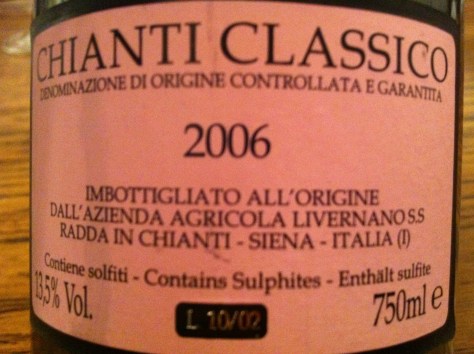 CHIANTI CLASSICO
DENOMINAZIONE DI ORIGINE CONTROLLATA E GARANTITA
2006
IMBOTTIGLIATO ALL'ORIGINE
DALL'AZIENDA AGRICOLA LIVERNANO S.S
RADDA IN CHIANTI - SIENA - ITALIA (I)
Contiene solfiti - Contains Sulphites - Enthält sulfite
13,5% Vol.
L 10/02
750ml e